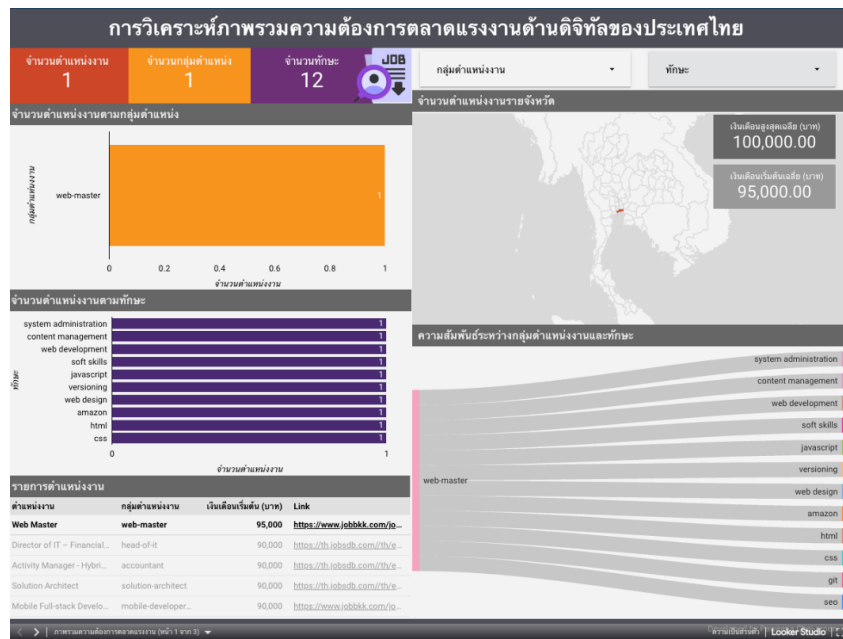 การวิเคราะห์ภาพรวมความต้องการตลาดแรงงานด้านดิจิทัลของประเทศไทย
จำนวนตำแหน่งงาน
1
จำนวนกลุ่มตำแหน่ง
1
จำนวนทักษะ
12
JOB
กลุ่มตำแหน่งงาน
ทักษะ
จำนวนตำแหน่งงานตามกลุ่มตำแหน่ง
กลุ่มตำแหน่งงาน
web-master
1
0 0.2 0.4 0.6 0.8 1
จำนวนตำแหน่งงาน
จำนวนตำแหน่งงานรายจังหวัด
เงินเดือนสูงสุดเฉลี่ย (บาท)
100,000.00
เงินเดือนเริ่มต้นเฉลี่ย (บาท)
95,000.00
จำนวนตำแหน่งงานตามทักษะ
ทักษะ
system administration 1
content management 1
web development 1
soft skills 1
javascript 1
versioning 1
web design 1
amazon 1
html 1
css 1
0 1
จำนวนตำแหน่งงาน
ความสัมพันธ์ระหว่างกลุ่มตำแหน่งงานและทักษะ
web-master
system administration
content management
web development
soft skills
javascript
versioning
web design
amazon
html
css
git
seo
รายการตำแหน่งงาน
ตำแหน่งงาน กลุ่มตำแหน่งงาน เงินเดือนเริ่มต้น (บาท) Link
Web Master web-master 95,000 https://www.jobbkk.com/jo...
Director of IT – Financial... head-of-it 90,000 https://th.jobsdb.com//th/e...
Activity Manager - Hybri... accountant 90,000 https://th.jobsdb.com//th/e...
Solution Architect solution-architect 90,000 https://th.jobsdb.com//th/e...
Mobile Full-stack Develo... mobile-developer... 90,000 https://th.jobsdb.com//th/e...
ภาพรวมความต้องการตลาดแรงงาน (หน้า 1 จาก 3)
ความเป็นส่วนตัว Looker Studio